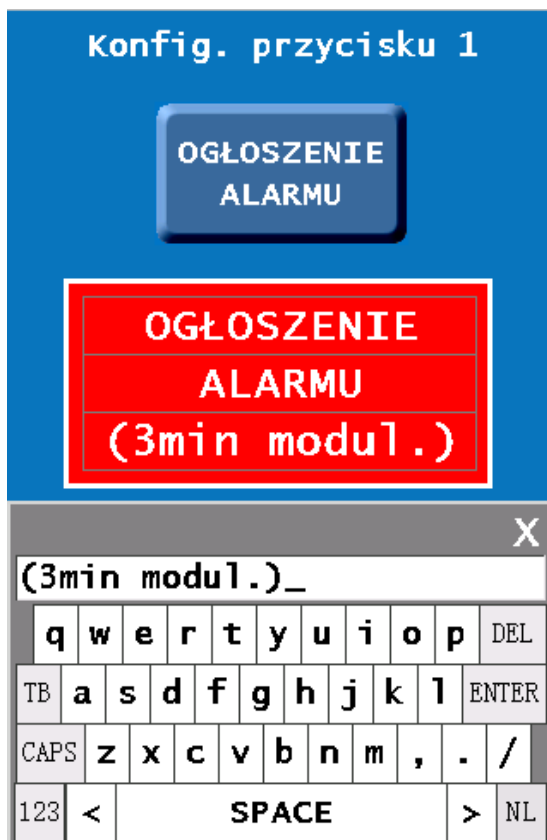 Konfig. przycisku 1
OGŁOSZENIE
ALARMU
OGŁOSZENIE
ALARMU
(3min modul.)
X
(3min modul.)_
q w e r t y u i o p DEL
TB a s d f g h j k l ENTER
CAPS z x c v b n m , . /
123 < SPACE > NL